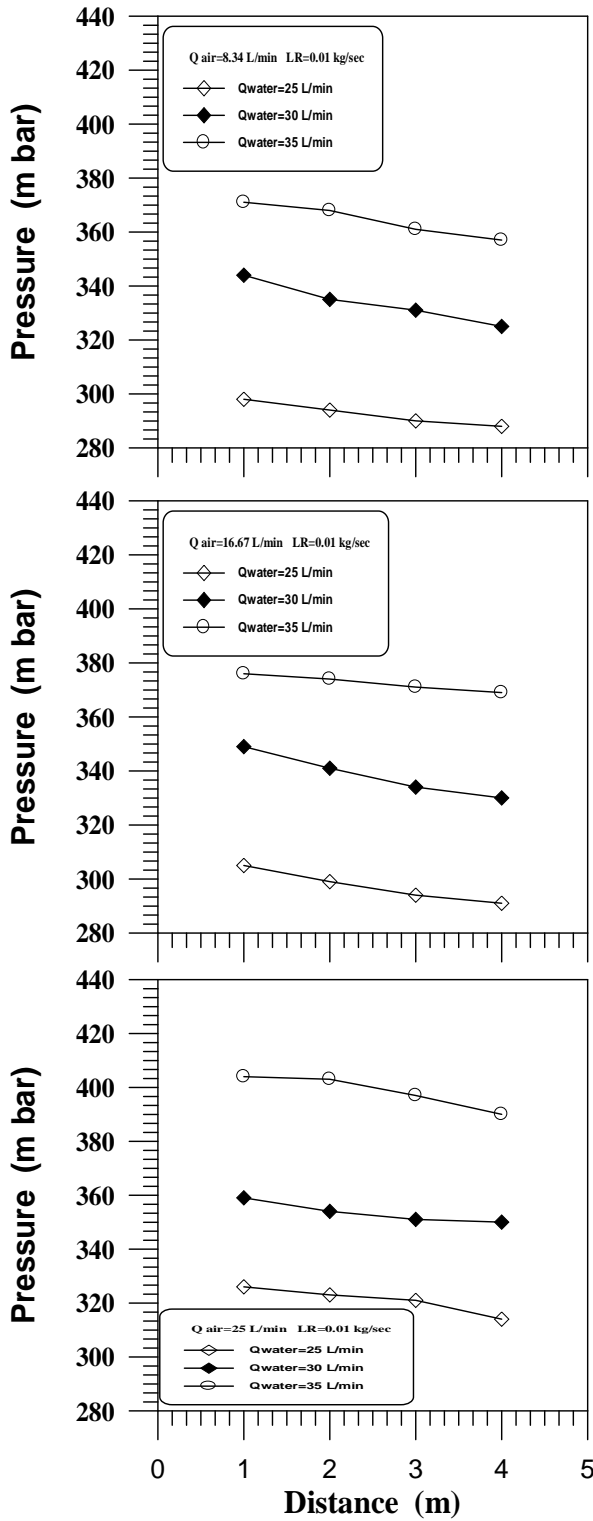 440
Q air=8.34 L/min LR=0.01 kg/sec
420
Qwater=25 L/min
400
Qwater=30 L/min
Qwater=35 L/min
380
360
340
320
300
280
Pressure (m bar)
440
Q air=16.67 L/min LR=0.01 kg/sec
420
Qwater=25 L/min
400
Qwater=30 L/min
Qwater=35 L/min
380
360
340
320
300
280
Pressure (m bar)
440
420
400
380
360
340
320
300
280
Pressure (m bar)
Q air=25 L/min LR=0.01 kg/sec
Qwater=25 L/min
Qwater=30 L/min
Qwater=35 L/min
0 1 2 3 4 5
Distance (m)